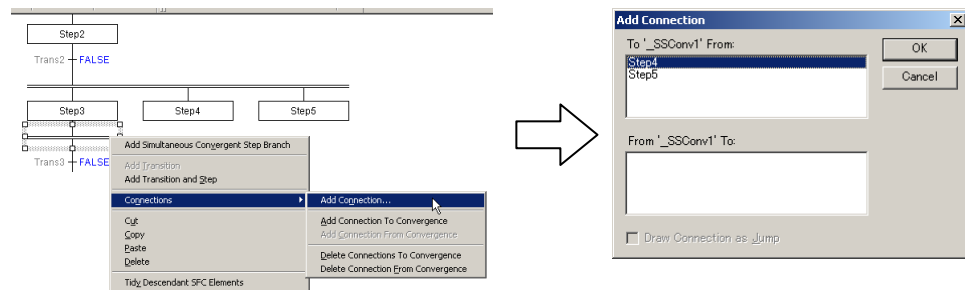 Step2
Trans2 FALSE
Step3 Step4 Step5
Trans3 FALSE
Add Simultaneous Convergent Step Branch
Add Transition
Add Transition and Step
Connections
Cut
Copy
Paste
Delete
Tidy Descendant SFC Elements
Add Connection...
Add Connection To Convergence
Add Connection From Convergence
Delete Connections To Convergence
Delete Connection From Convergence
Add Connection
To '_SSConv1' From:
Step4
Step5
OK
Cancel
From '_SSConv1' To:
Draw Connection as Jump